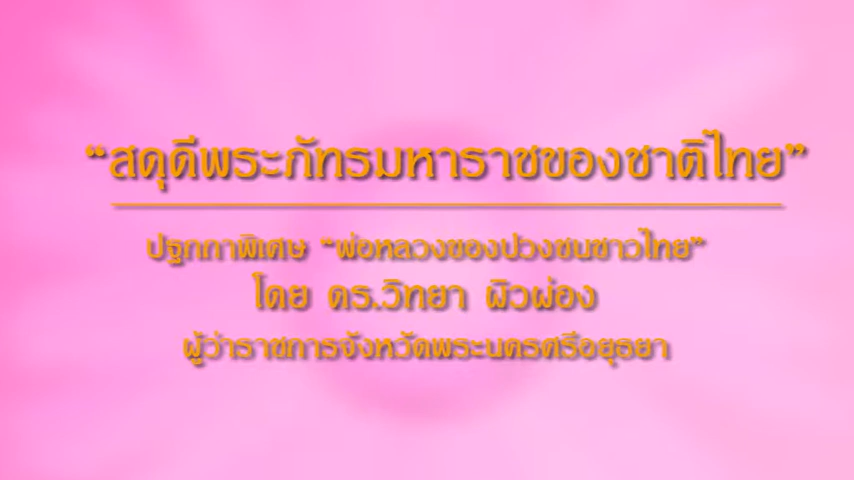 “สดุดีพระภัทรมหาราชของชาติไทย”
ปฐกถาพิเศษ “พ่อหลวงของปวงชนชาวไทย”
โดย ดร.วิทยา ผิวผ่อง
ผู้ว่าราชการจังหวัดพระนครศรีอยุธยา